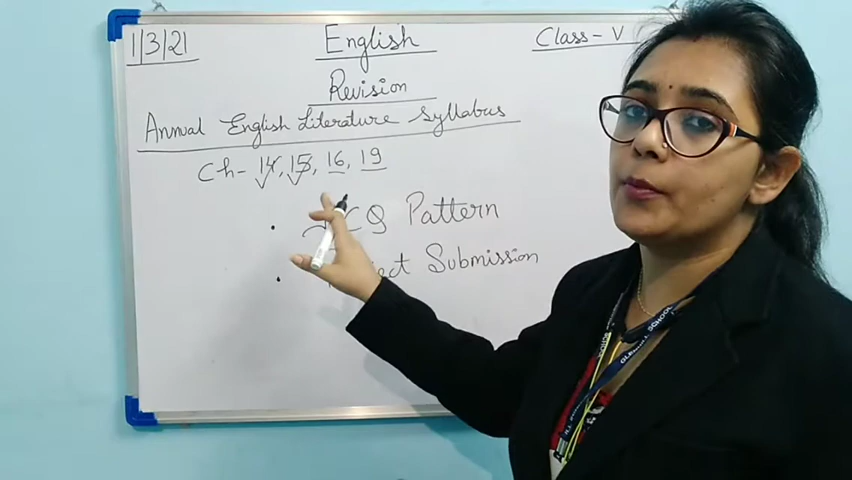 1/3/21 English Class-V
Revision
Annual English Literature Syllabus
Ch- 14, 15, 16, 19
Pattern
Submission